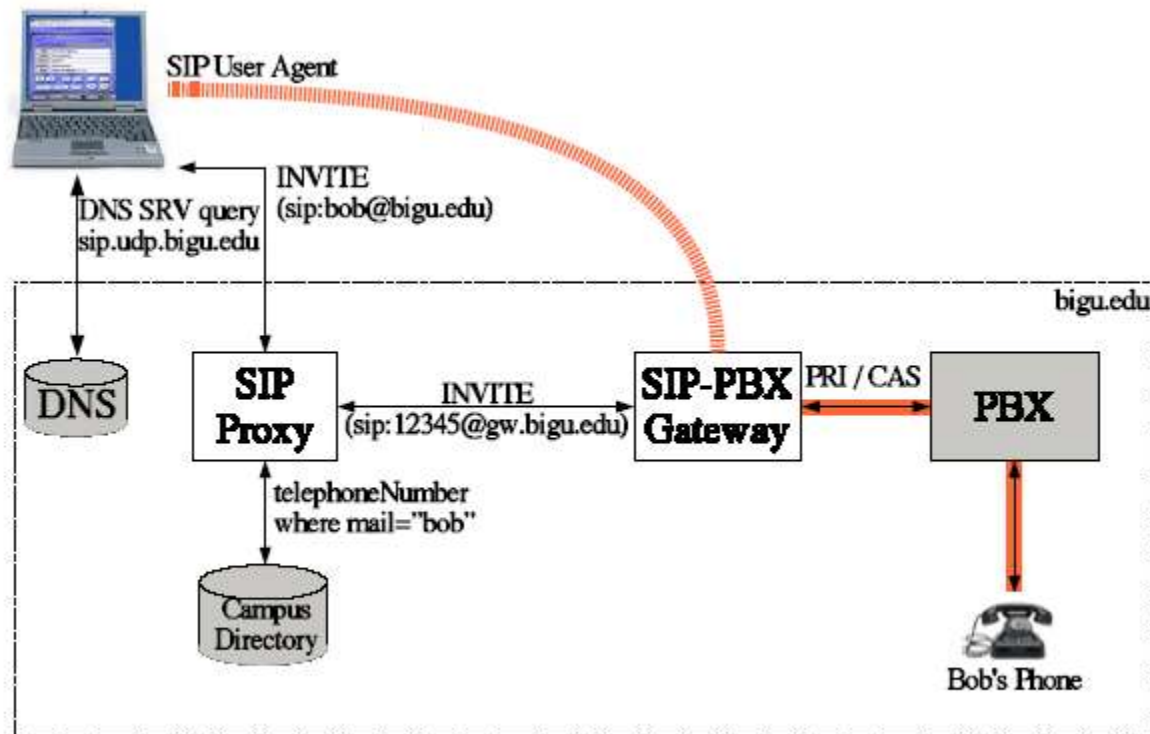 SIP User Agent
INVITE
(sip:bob@bigu.edu)
DNS SRV query
sip.udp.bigu.edu
bigu.edu
DNS
SIP
Proxy
INVITE
(sip:12345@gw.bigu.edu)
SIP-PBX
Gateway
PRI / CAS
PBX
telephoneNumber
where mail="bob"
Campus
Directory
Bob's Phone